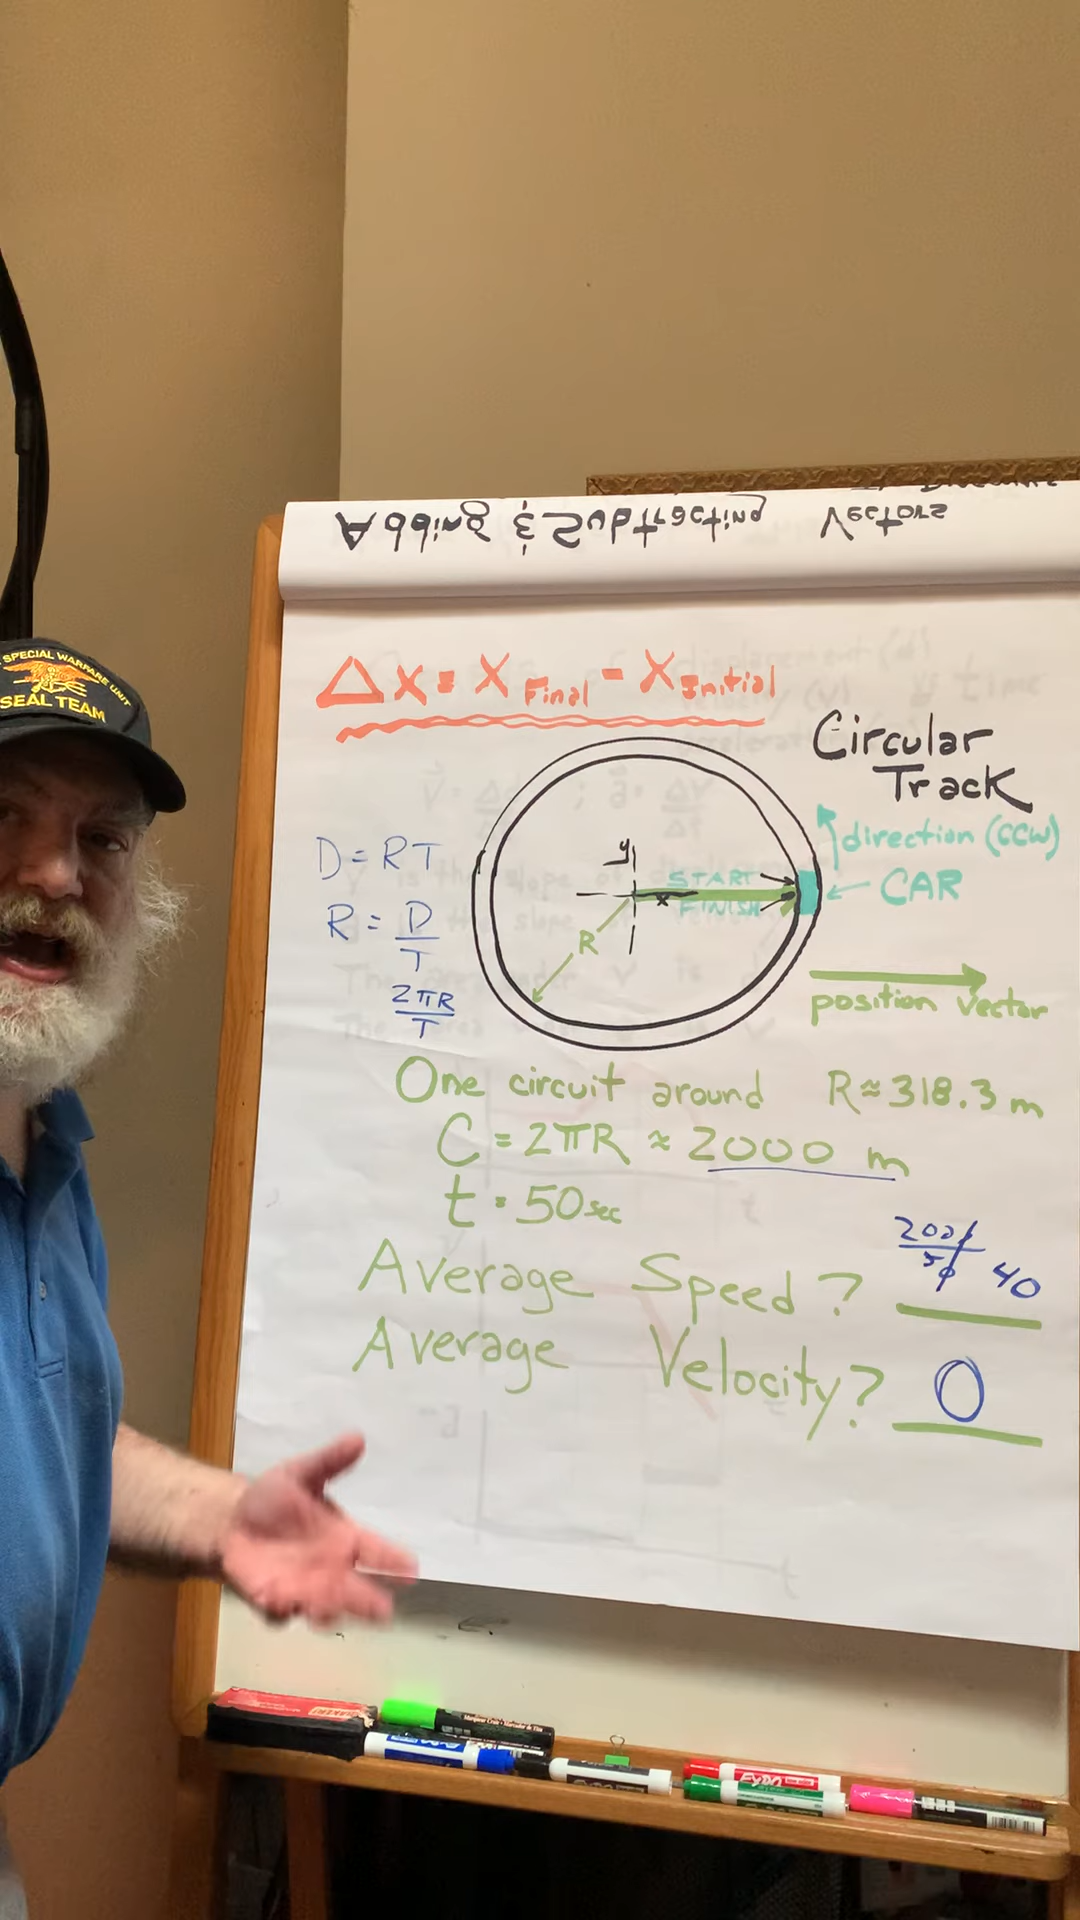 Adding & Subtracting Vectors
ΔX = X Final - X Initial
Circular
Track
direction (CCW)
CAR
START
FINISH
y
x
R
position vector
D = RT
R = D/T
2πR/T
One circuit around R ≈ 318.3 m
C = 2πR ≈ 2000 m
t = 50 sec
Average Speed? 2000/50 40
Average Velocity? 0
SPECIAL WARFARE UNIT
SEAL TEAM
EXPO